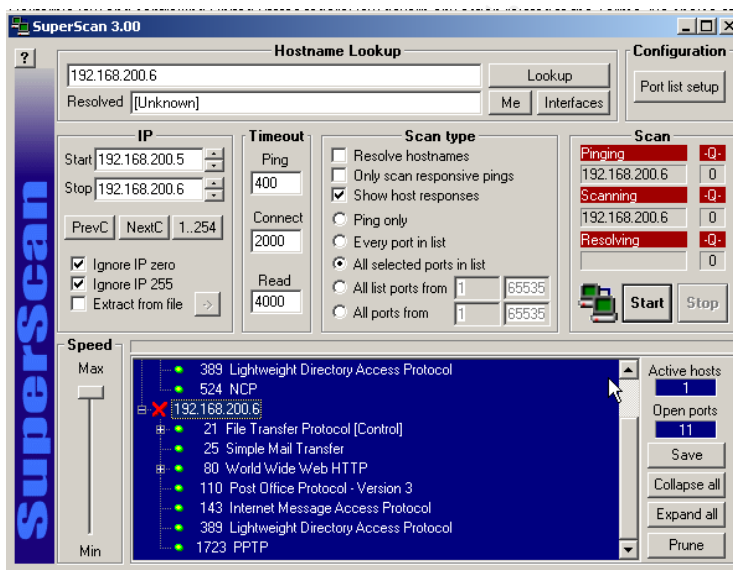 SuperScan 3.00
?
SuperScan
Hostname Lookup
192.168.200.6
Lookup
Resolved [Unknown]
Me
Interfaces
Configuration
Port list setup
IP
Start 192.168.200.5
Stop 192.168.200.6
PrevC
NextC
1..254
Ignore IP zero
Ignore IP 255
Extract from file
->
Timeout
Ping
400
Connect
2000
Read
4000
Scan type
Resolve hostnames
Only scan responsive pings
Show host responses
Ping only
Every port in list
All selected ports in list
All list ports from 1 65535
All ports from 1 65535
Scan
Pinging -Q-
192.168.200.6 0
Scanning -Q-
192.168.200.6 0
Resolving -Q-
0
Start
Stop
Speed
Max
Min
389 Lightweight Directory Access Protocol
524 NCP
192.168.200.6
21 File Transfer Protocol [Control]
25 Simple Mail Transfer
80 World Wide Web HTTP
110 Post Office Protocol - Version 3
143 Internet Message Access Protocol
389 Lightweight Directory Access Protocol
1723 PPTP
Active hosts
1
Open ports
11
Save
Collapse all
Expand all
Prune